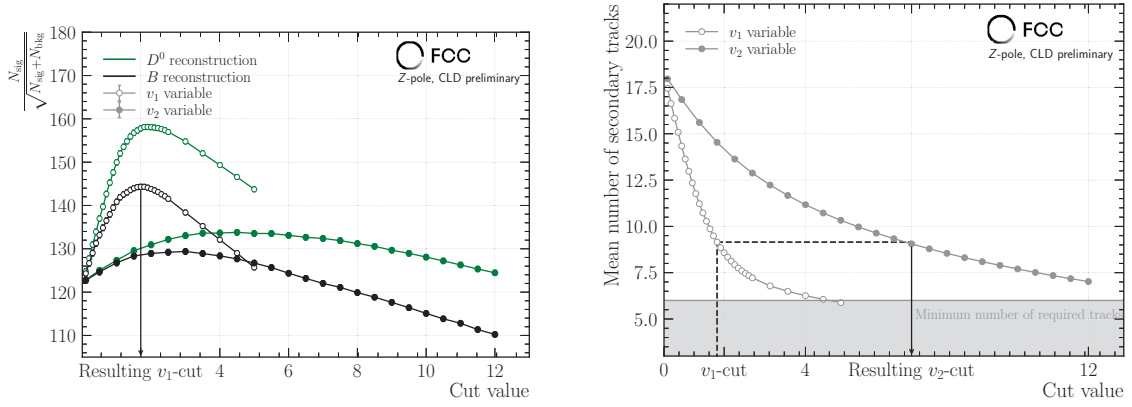 N_sig / √(N_sig+N_bkg)
180
170
160
150
140
130
120
110
D⁰ reconstruction
B reconstruction
v₁ variable
v₂ variable
FCC
Z-pole, CLD preliminary
Resulting v₁-cut 4 6 8 10 12
Cut value
Mean number of secondary tracks
20.0
17.5
15.0
12.5
10.0
7.5
5.0
v₁ variable
v₂ variable
FCC
Z-pole, CLD preliminary
Minimum number of required tracks
0 v₁-cut 4 Resulting v₂-cut 12
Cut value